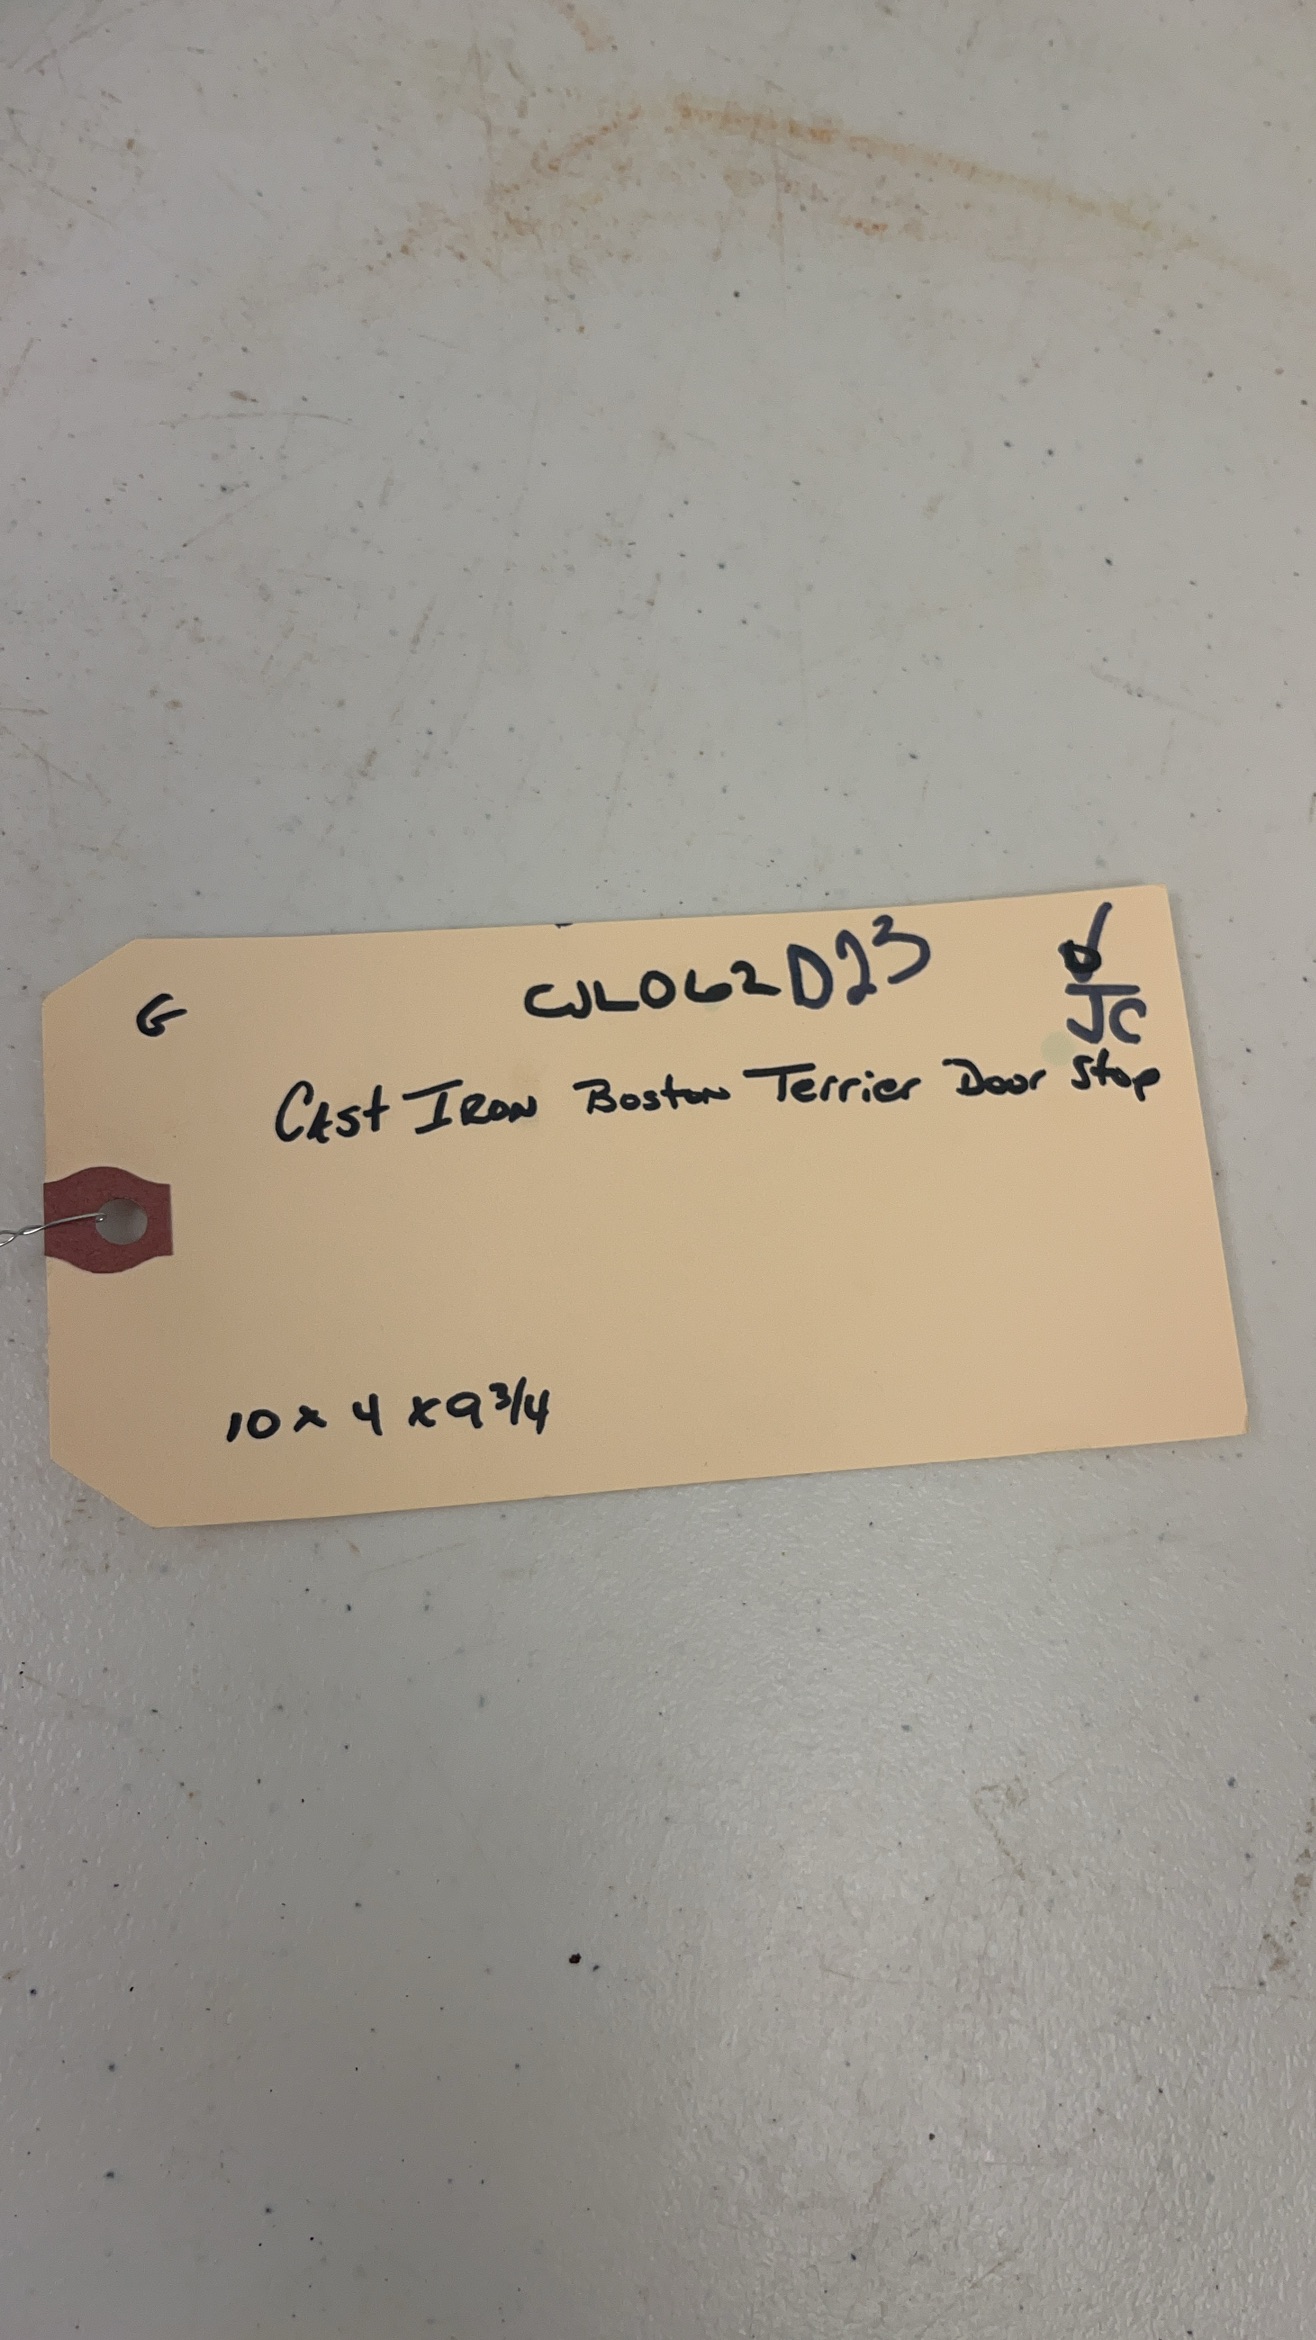 G
CWL062D23
JC
Cast Iron Boston Terrier Door Stop
10 x 4 x 9 3/4